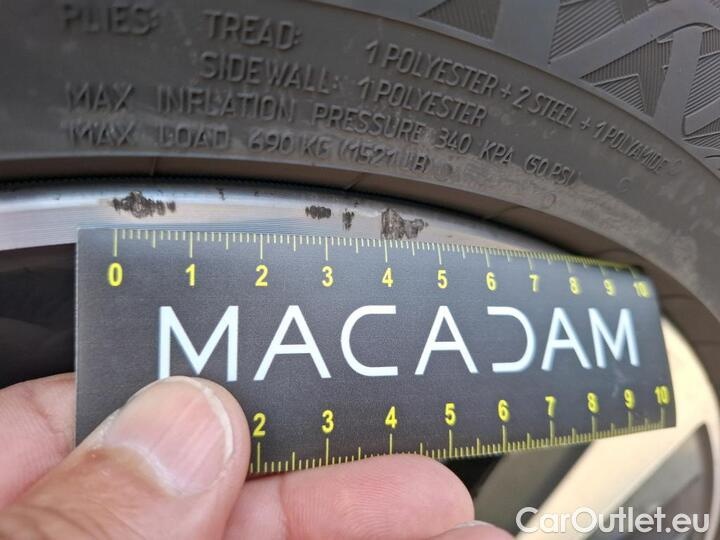 PLIES: TREAD: 1 POLYESTER + 2 STEEL + 1 POLYAMIDE
SIDEWALL: 1 POLYESTER
MAX INFLATION PRESSURE 340 KPA (50 PSI)
MAX LOAD 690 KG (1521 LB)
0 1 2 3 4 5 6 7 8 9 10
MACADAM
2 3 4 5 6 7 8 9 10
CarOutlet.eu